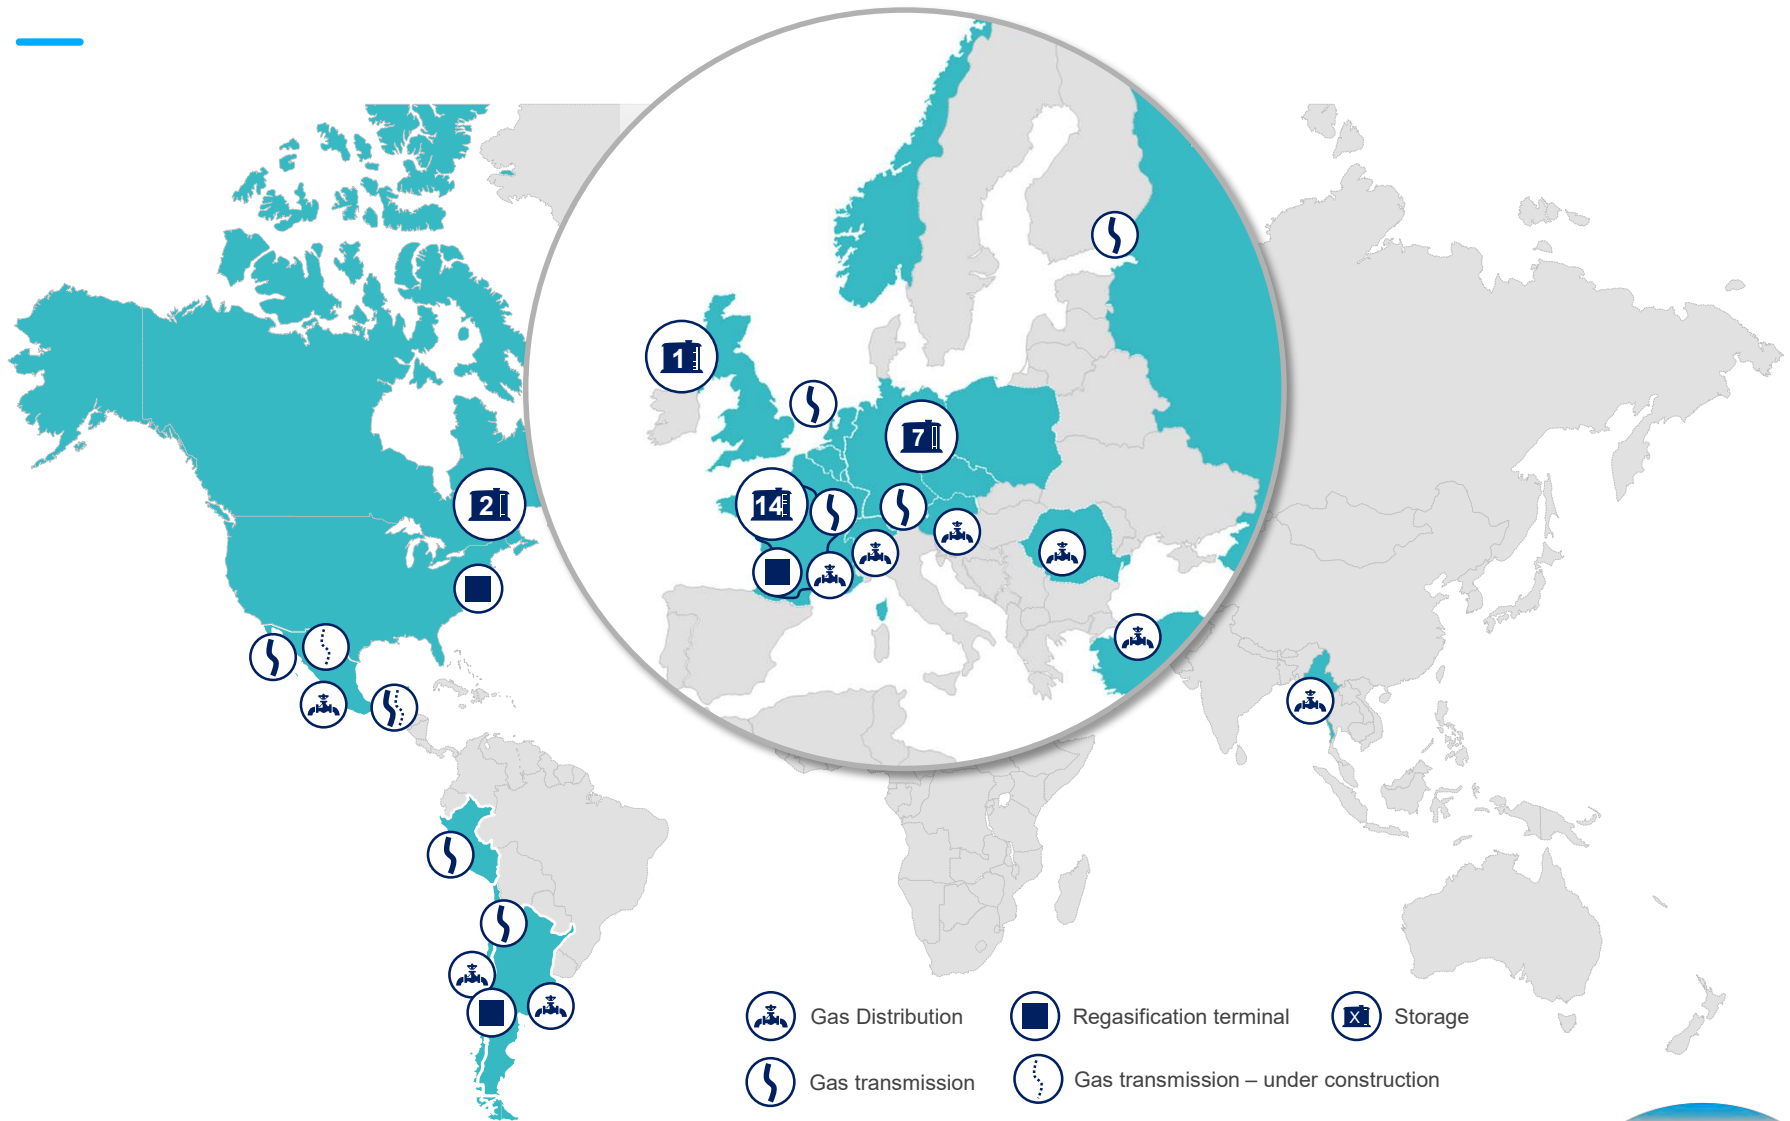 1
7
14
2
Gas Distribution
Regasification terminal
X
Storage
Gas transmission
Gas transmission – under construction